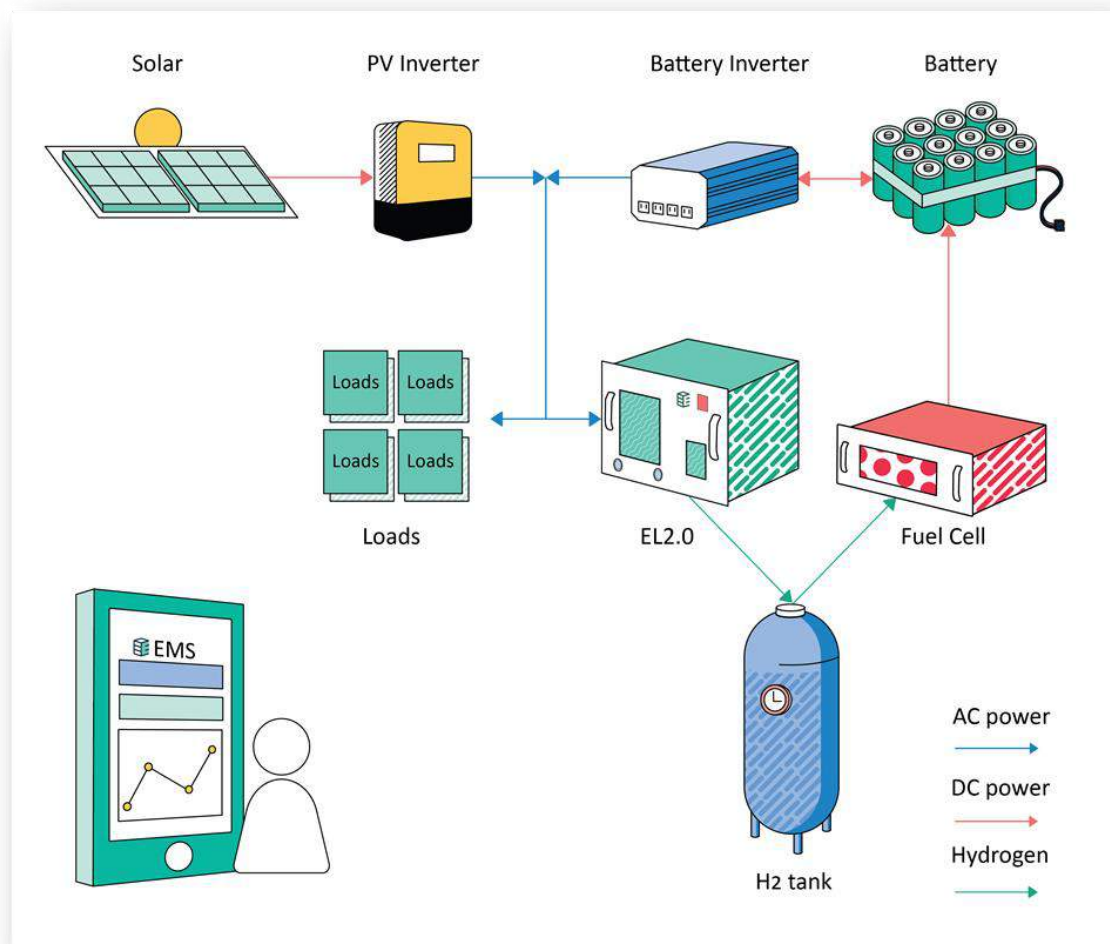 Solar
PV Inverter
Battery Inverter
Battery
Loads
Loads
Loads
Loads
Loads
EL2.0
Fuel Cell
EMS
AC power
DC power
Hydrogen
H2 tank